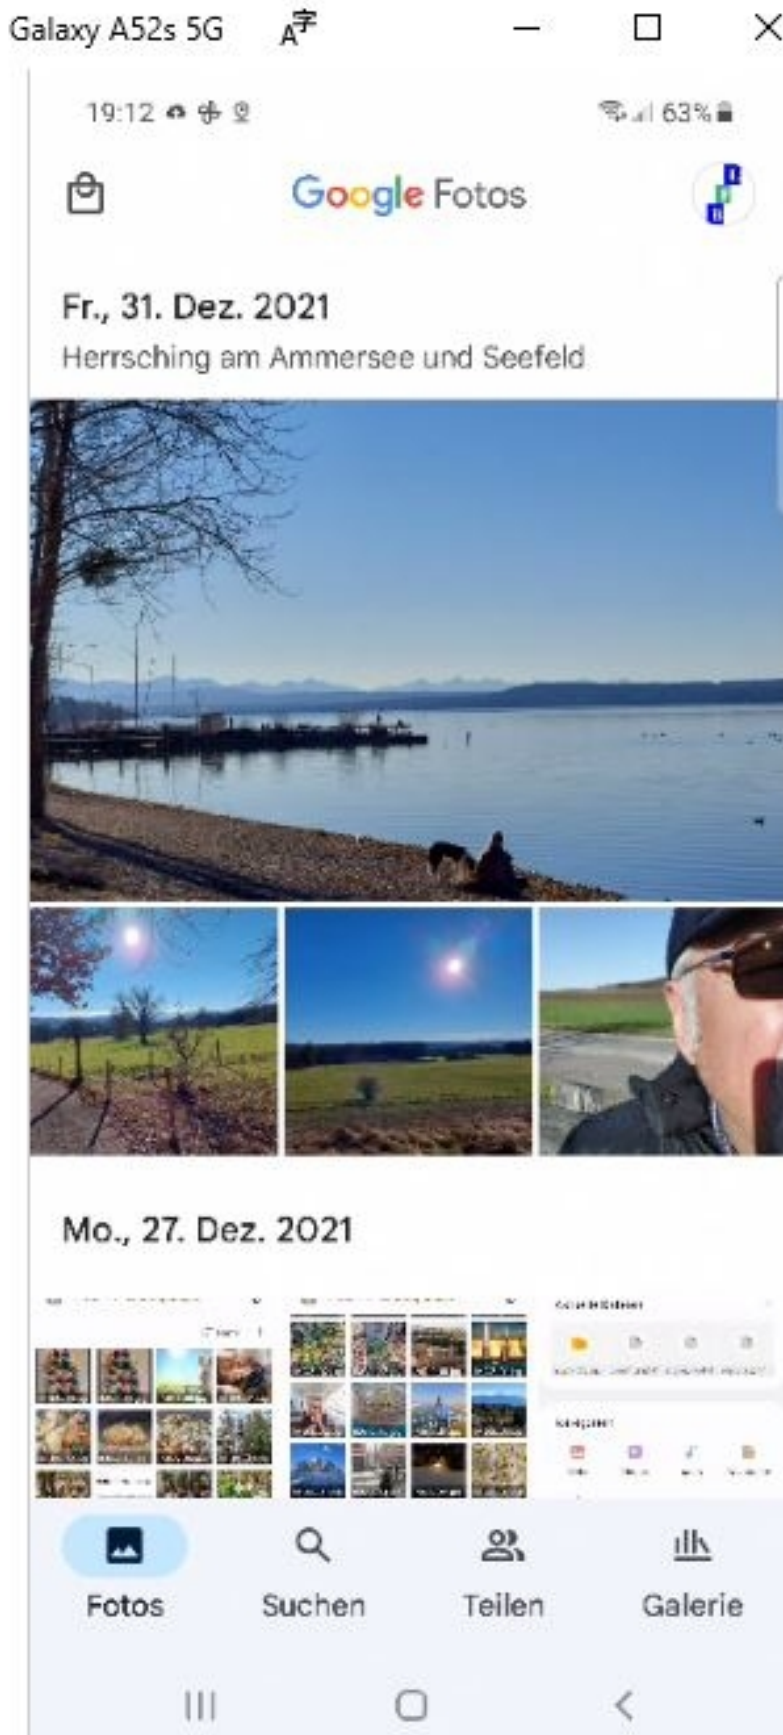 Galaxy A52s 5G
19:12
63%
Google Fotos
Fr., 31. Dez. 2021
Herrsching am Ammersee und Seefeld
Mo., 27. Dez. 2021
Fotos
Suchen
Teilen
Galerie